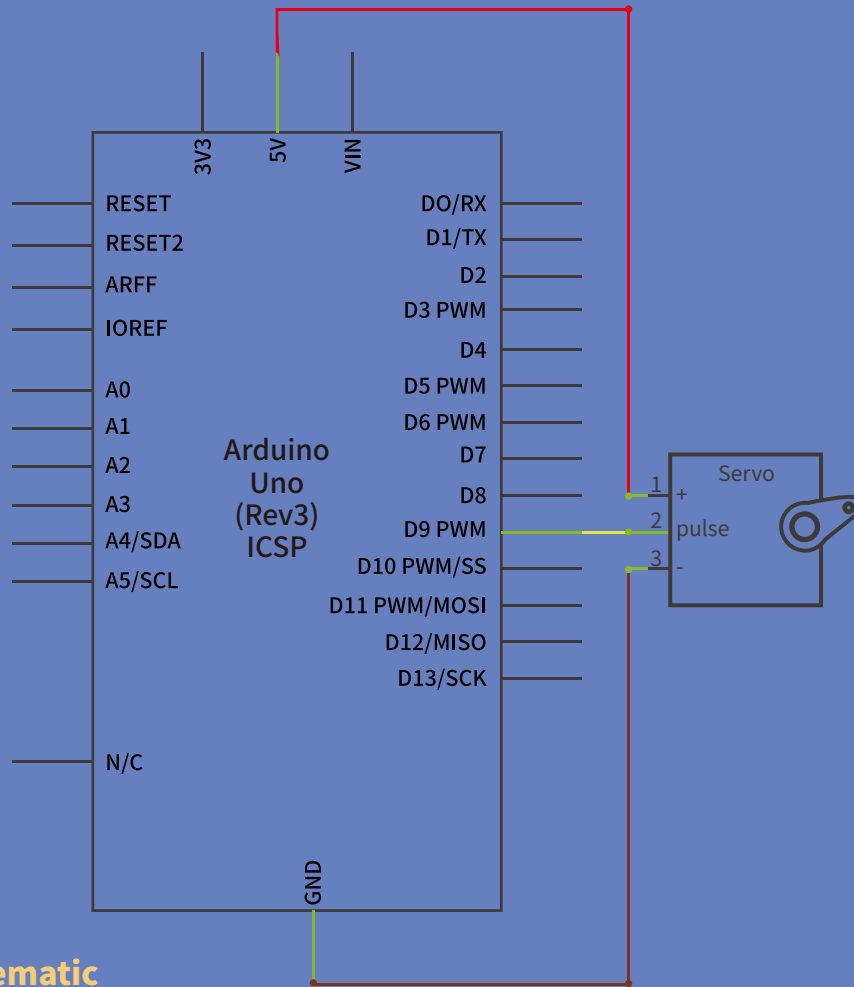 3V3
5V
VIN
RESET
RESET2
ARFF
IOREF
A0
A1
A2
A3
A4/SDA
A5/SCL
N/C
Arduino
Uno
(Rev3)
ICSP
DO/RX
D1/TX
D2
D3 PWM
D4
D5 PWM
D6 PWM
D7
D8
D9 PWM
D10 PWM/SS
D11 PWM/MOSI
D12/MISO
D13/SCK
GND
Servo
1 +
2 pulse
3 -
ematic